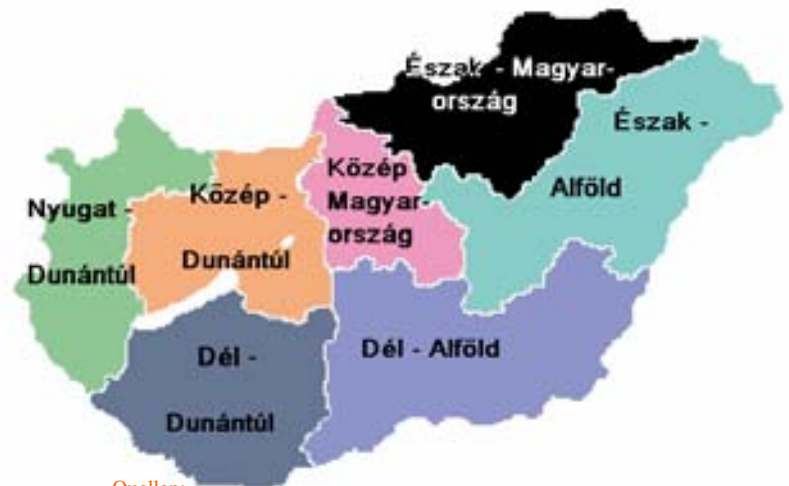 Észak - Magyar-
ország
Észak -
Alföld
Közép
Magyar-
ország
Közép -
Dunántúl
Nyugat -
Dunántúl
Dél -
Dunántúl
Dél - Alföld